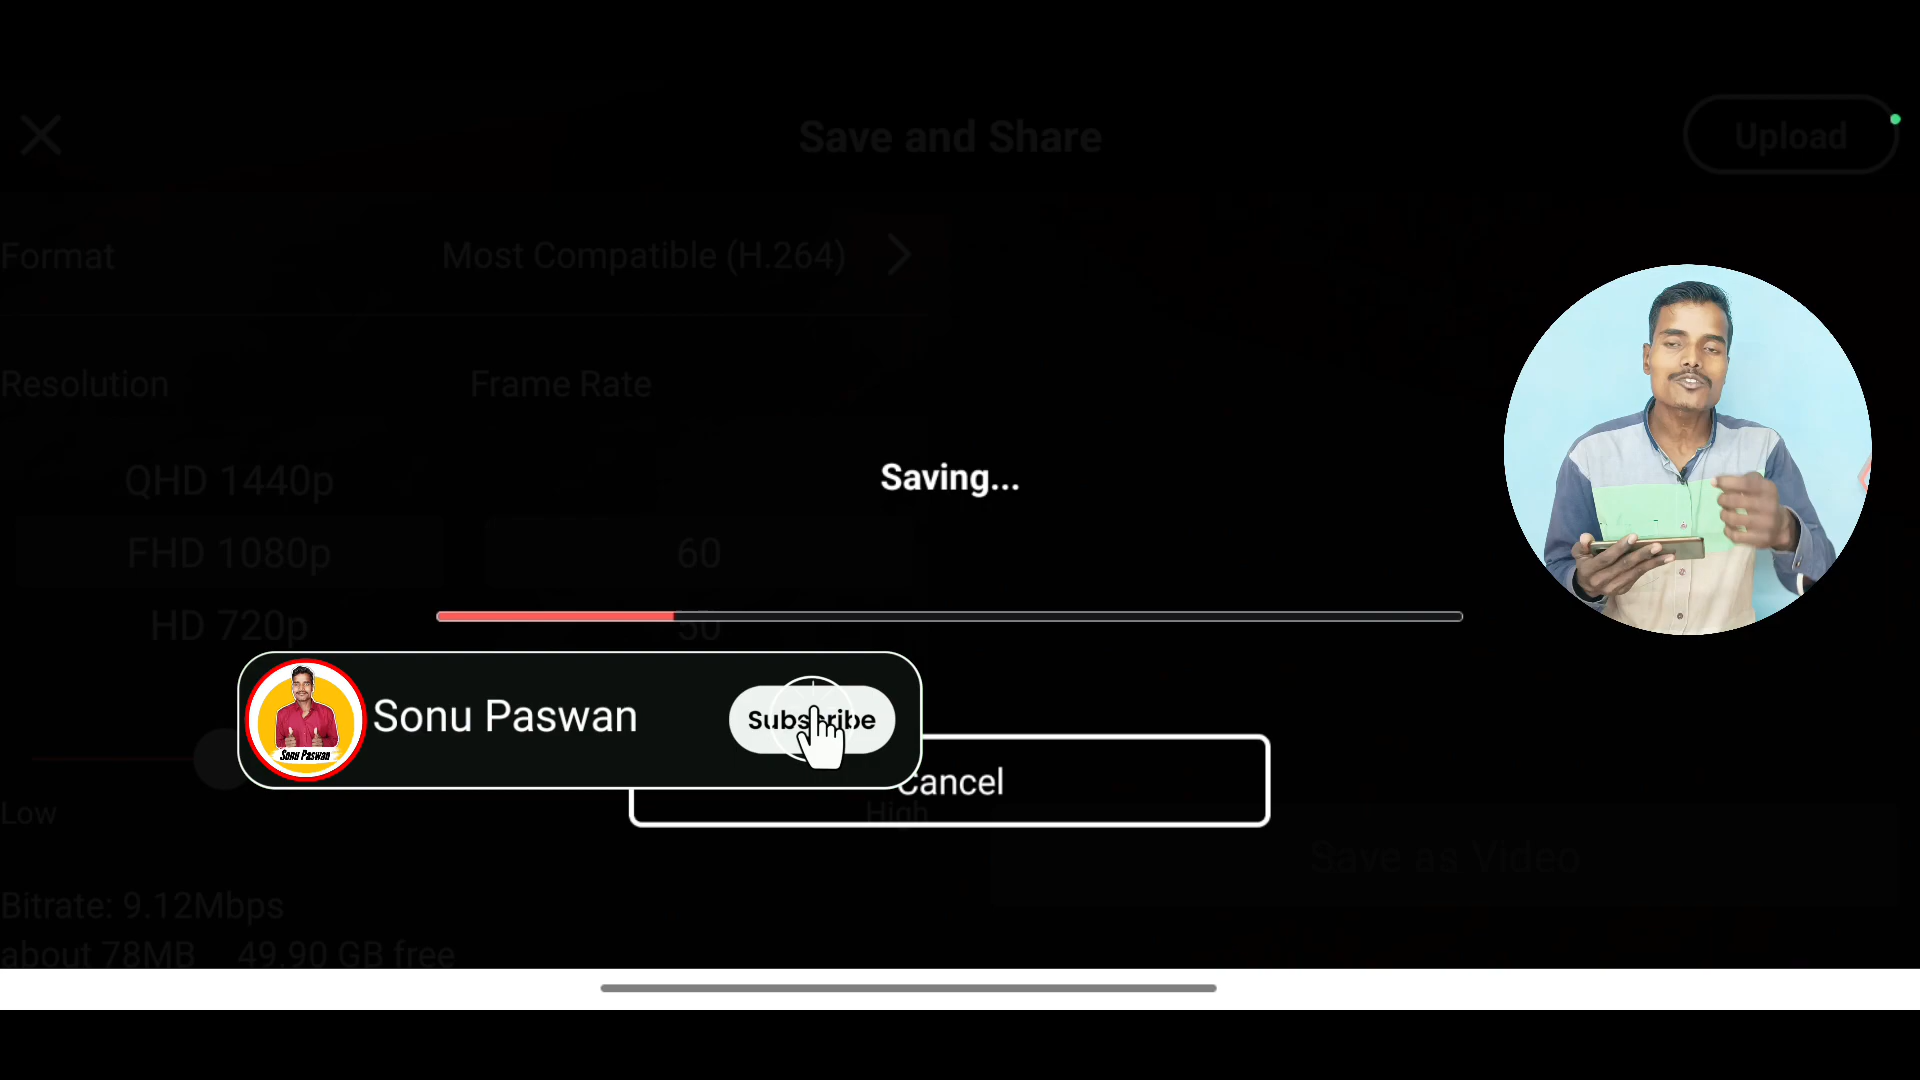 Save and Share
Upload
Format
Most Compatible (H.264)
Resolution
Frame Rate
QHD 1440p
Saving...
FHD 1080p
60
HD 720p
50
Sonu Paswan
Sonu Paswan
Subscribe
Cancel
Low
High
Save as Video
Bitrate: 9.12Mbps
about 78MB 49.90 GB free